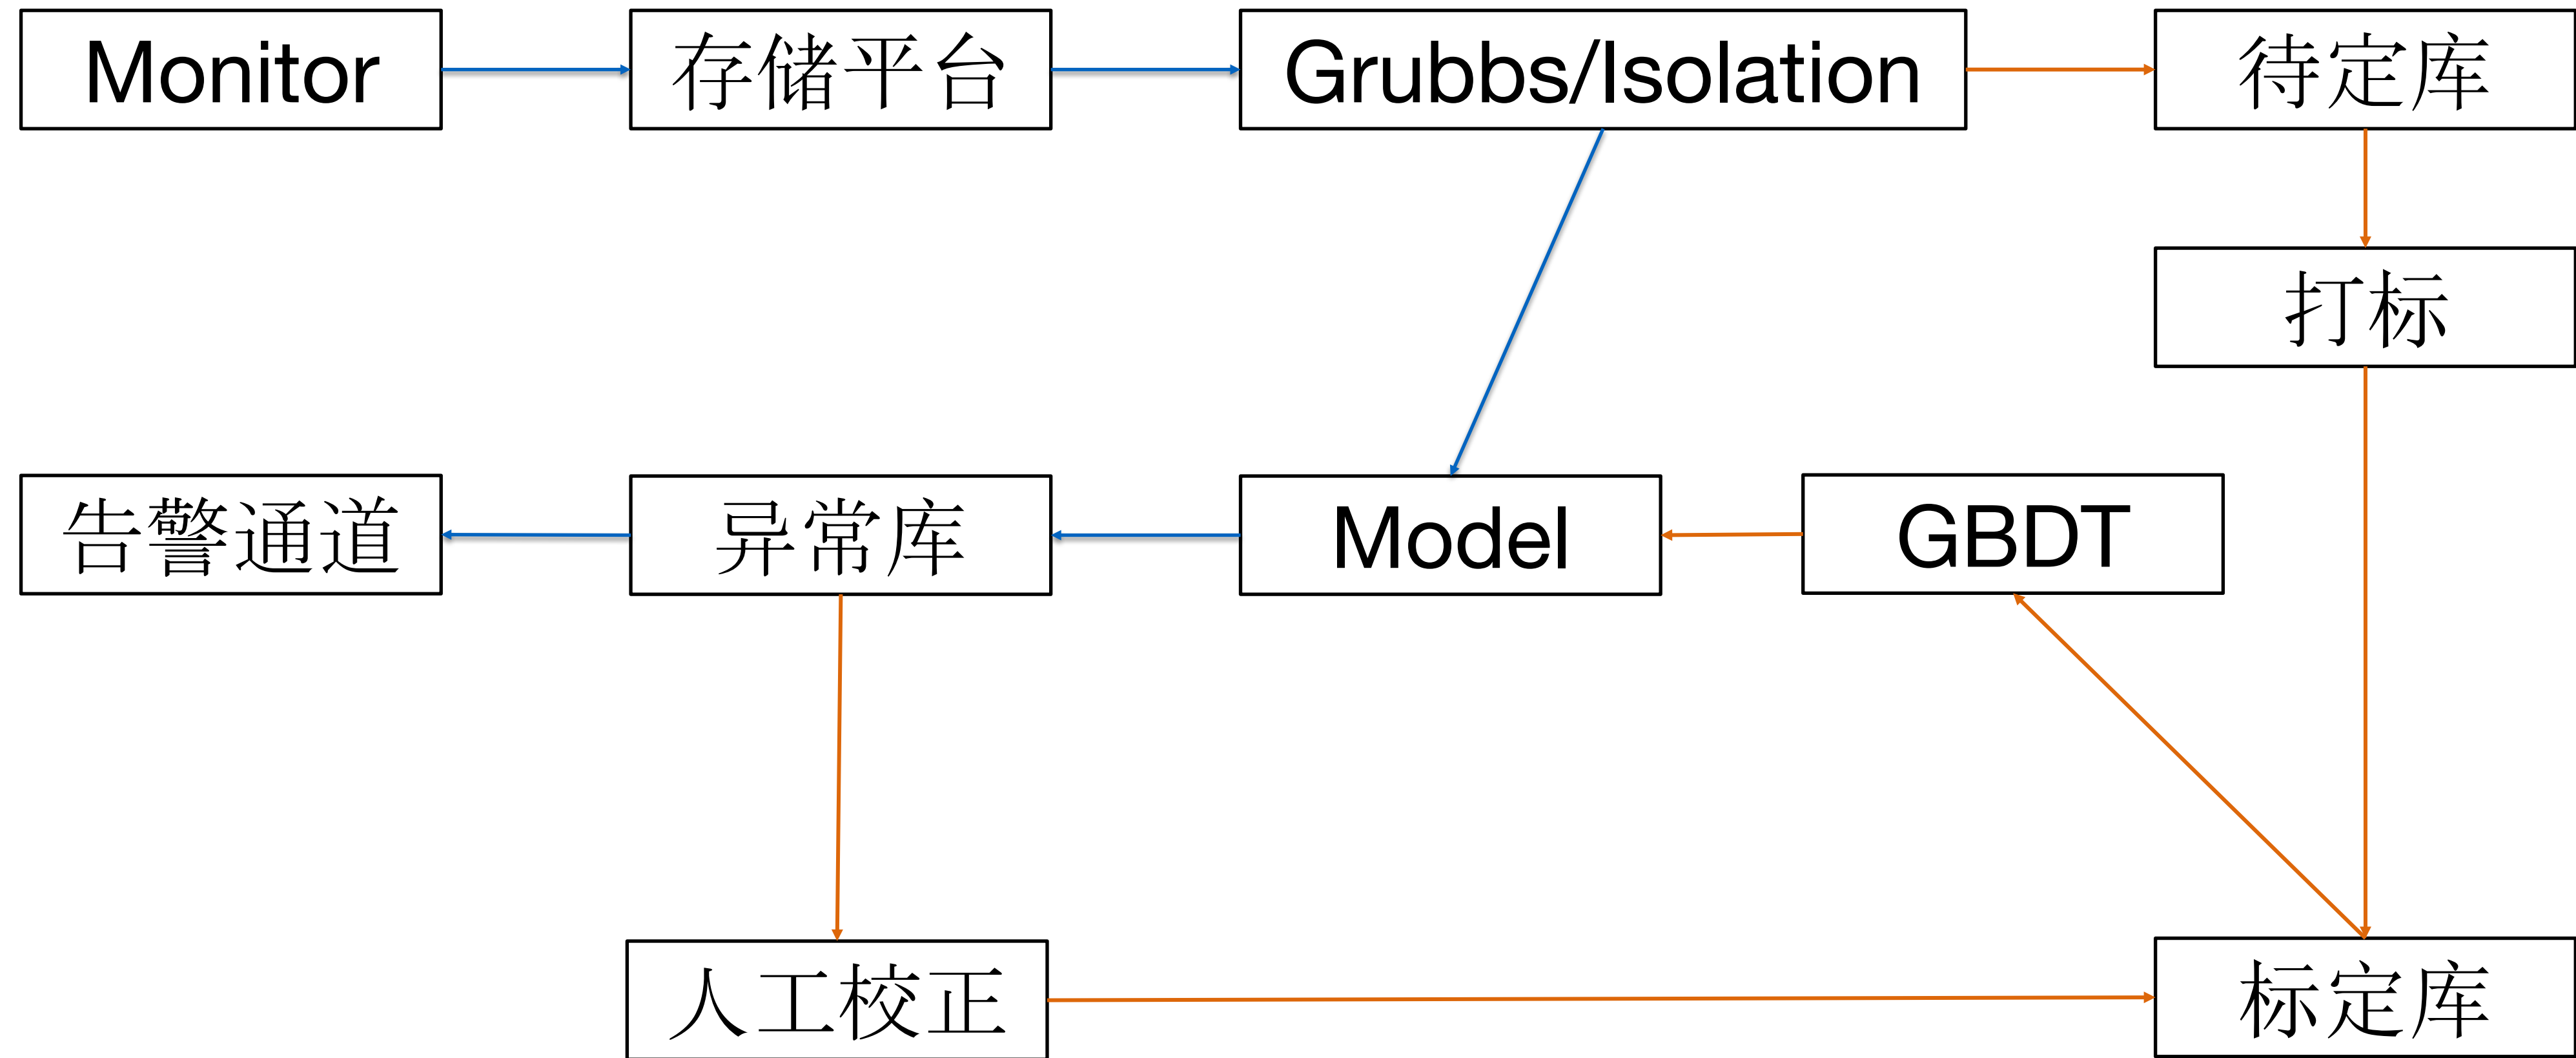 Monitor
存储平台
Grubbs/Isolation
待定库
打标
告警通道
异常库
Model
GBDT
人工校正
标定库